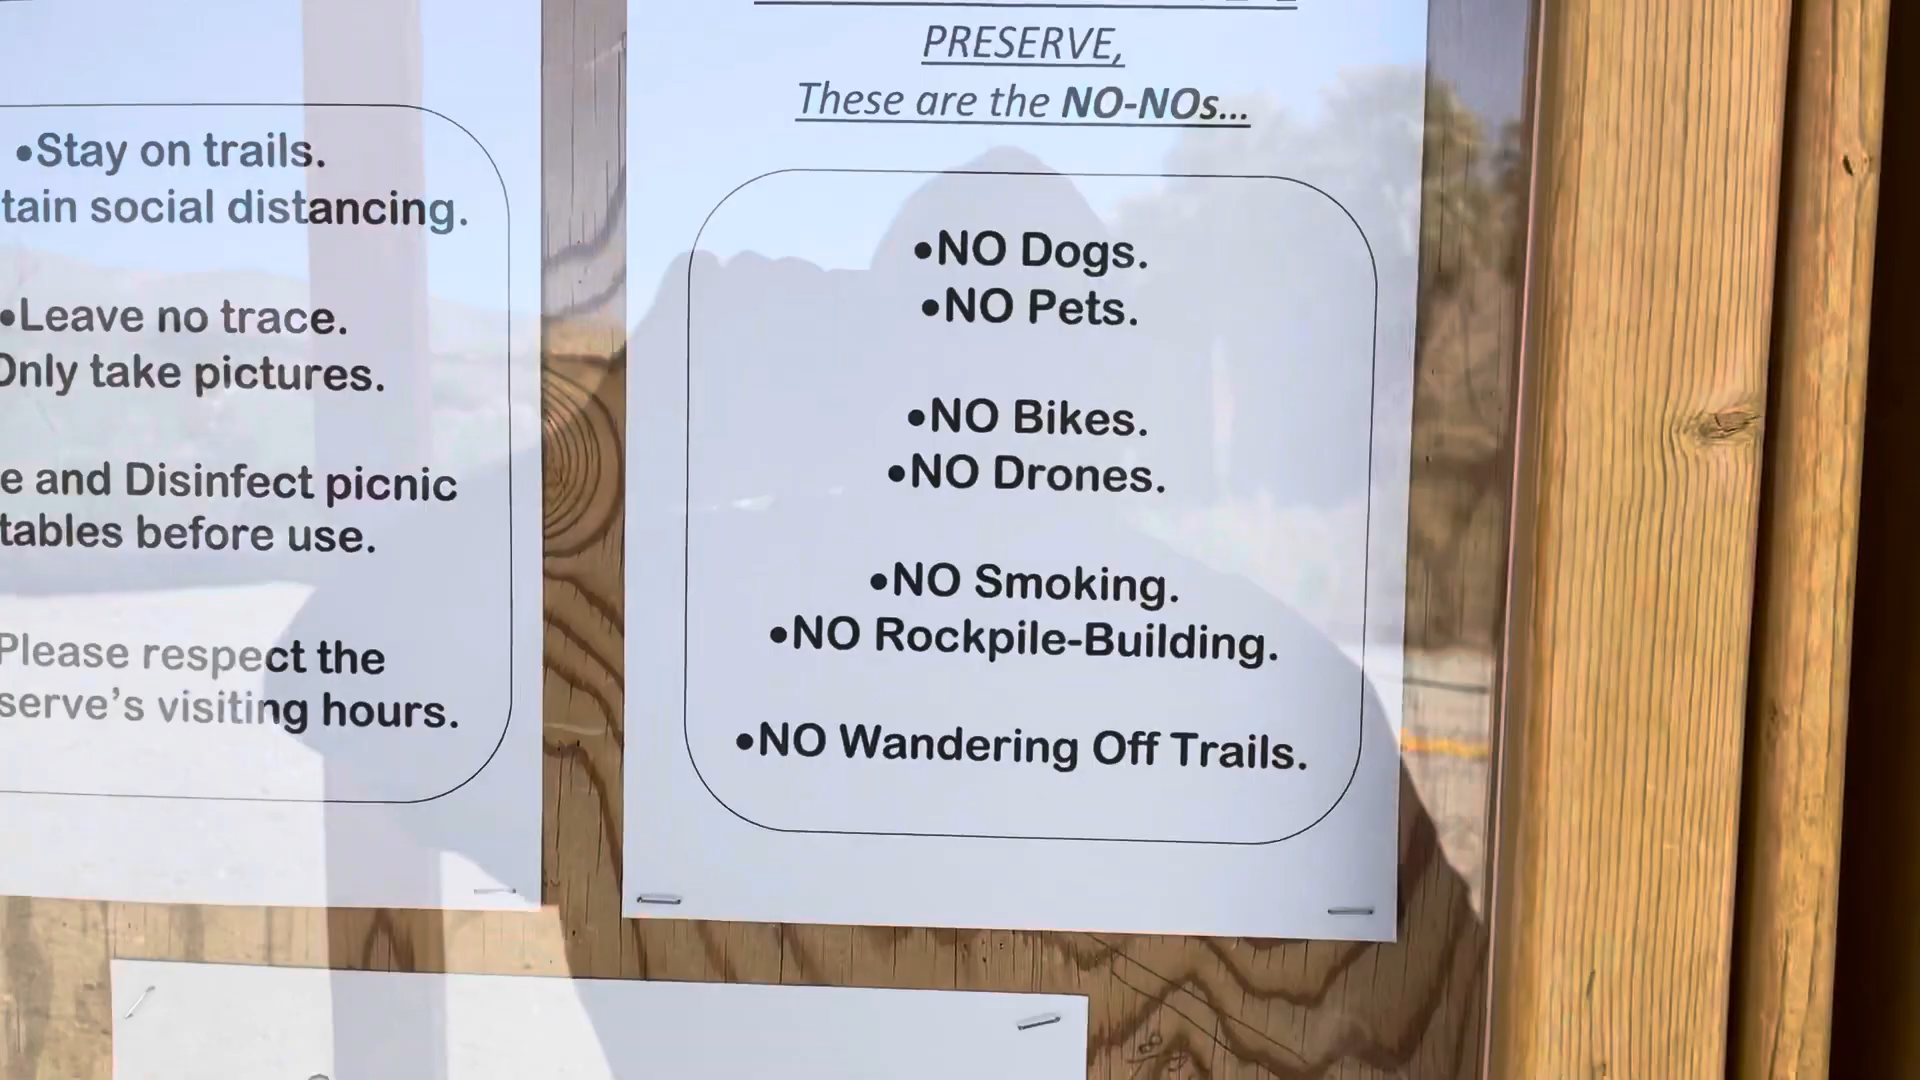 •Stay on trails.
social distancing.
•Leave no trace.
Only take pictures.
and Disinfect picnic
tables before use.
Please respect the
visiting hours.
PRESERVE,
These are the NO-NOs...
•NO Dogs.
•NO Pets.
•NO Bikes.
•NO Drones.
•NO Smoking.
•NO Rockpile-Building.
•NO Wandering Off Trails.